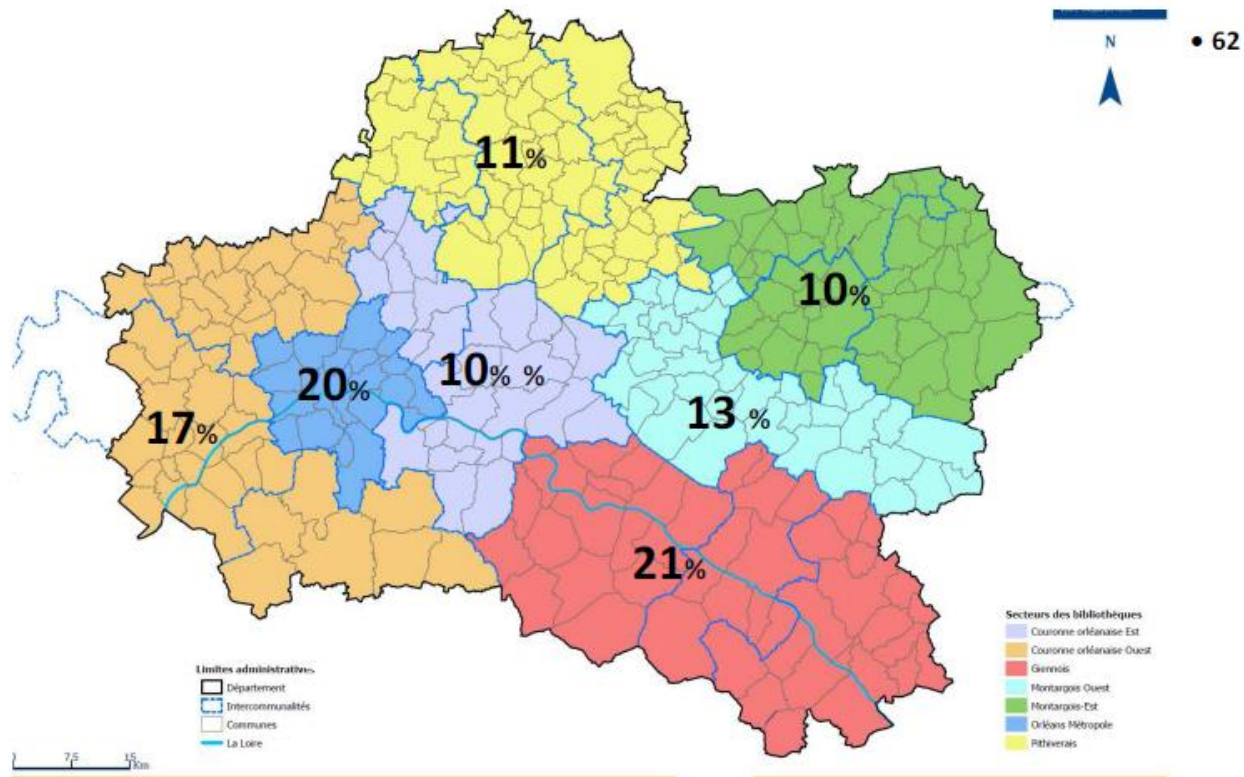 N
• 62
11%
10%
20%
10% %
17%
13 %
21%
Secteurs des bibliothèques
Couronne orléanaise Est
Couronne orléanaise Ouest
Giennois
Montargois Ouest
Montargois-Est
Orléans Métropole
Pithiverais
Limites administratives
Département
Intercommunalités
Communes
La Loire
0 7,5 15 Km